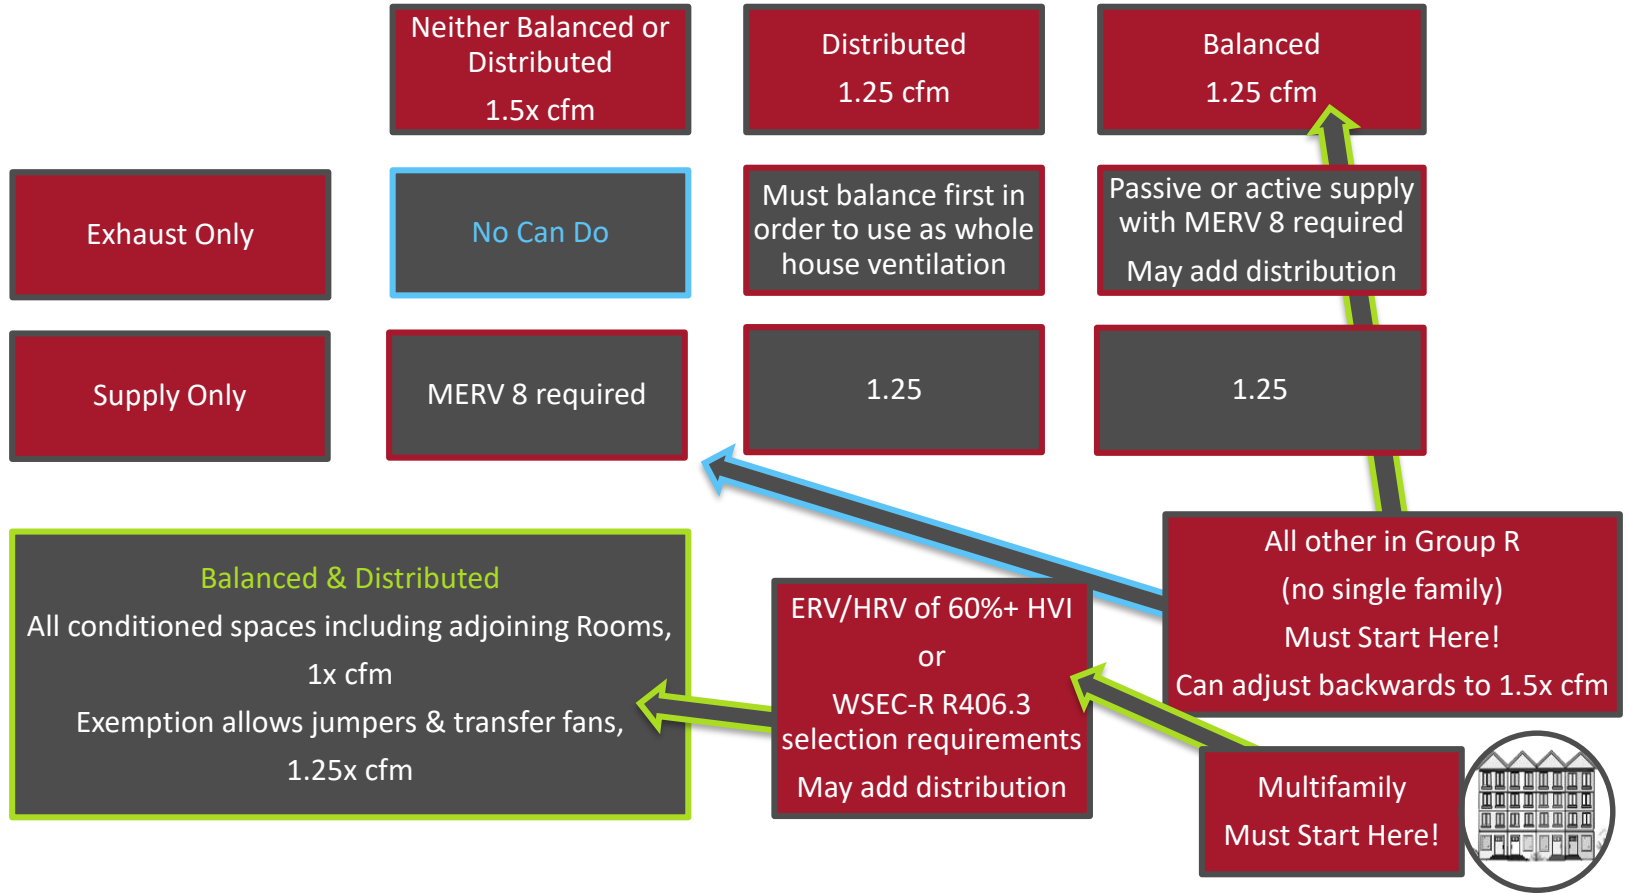 Neither Balanced or
Distributed
1.5x cfm
Distributed
1.25 cfm
Balanced
1.25 cfm
Exhaust Only
No Can Do
Must balance first in
order to use as whole
house ventilation
Passive or active supply
with MERV 8 required
May add distribution
Supply Only
MERV 8 required
1.25
1.25
Balanced & Distributed
All conditioned spaces including adjoining Rooms,
1x cfm
Exemption allows jumpers & transfer fans,
1.25x cfm
ERV/HRV of 60%+ HVI
or
WSEC-R R406.3
selection requirements
May add distribution
All other in Group R
(no single family)
Must Start Here!
Can adjust backwards to 1.5x cfm
Multifamily
Must Start Here!